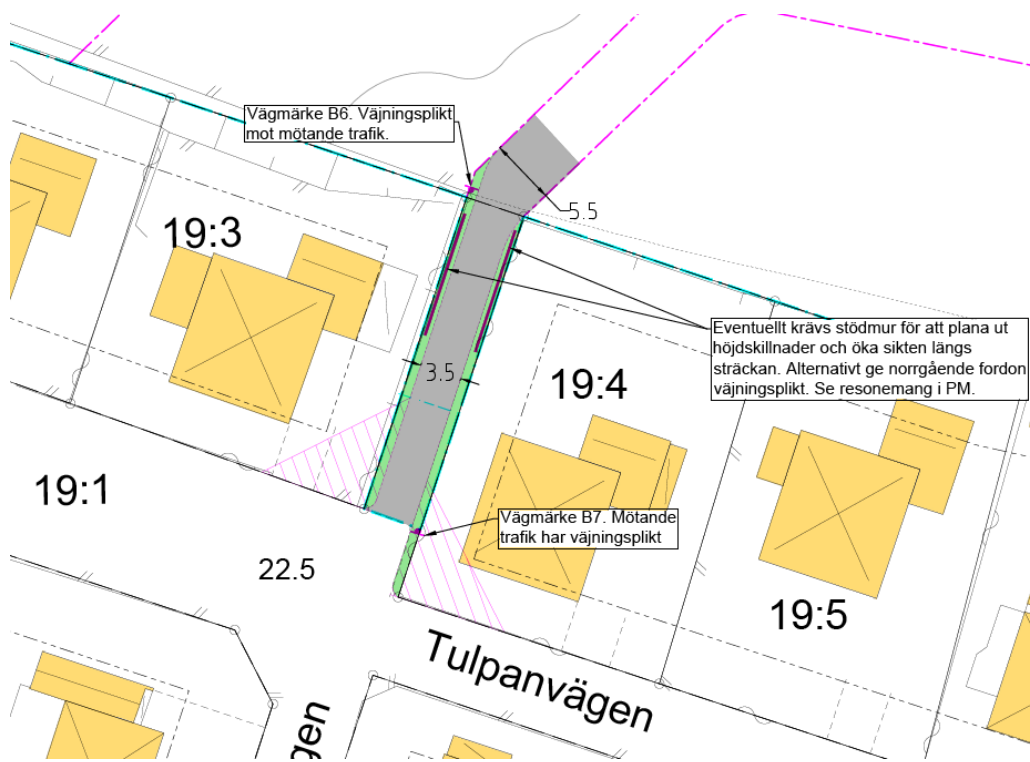 Vägmärke B6. Väjningsplikt
mot mötande trafik.
19:3
5.5
Eventuellt krävs stödmur för att plana ut
höjdskillnader och öka sikten längs
sträckan. Alternativt ge norrgående fordon
väjningsplikt. Se resonemang i PM.
3.5
19:4
19:1
Vägmärke B7. Mötande
trafik har väjningsplikt
22.5
19:5
Tulpanvägen
gen